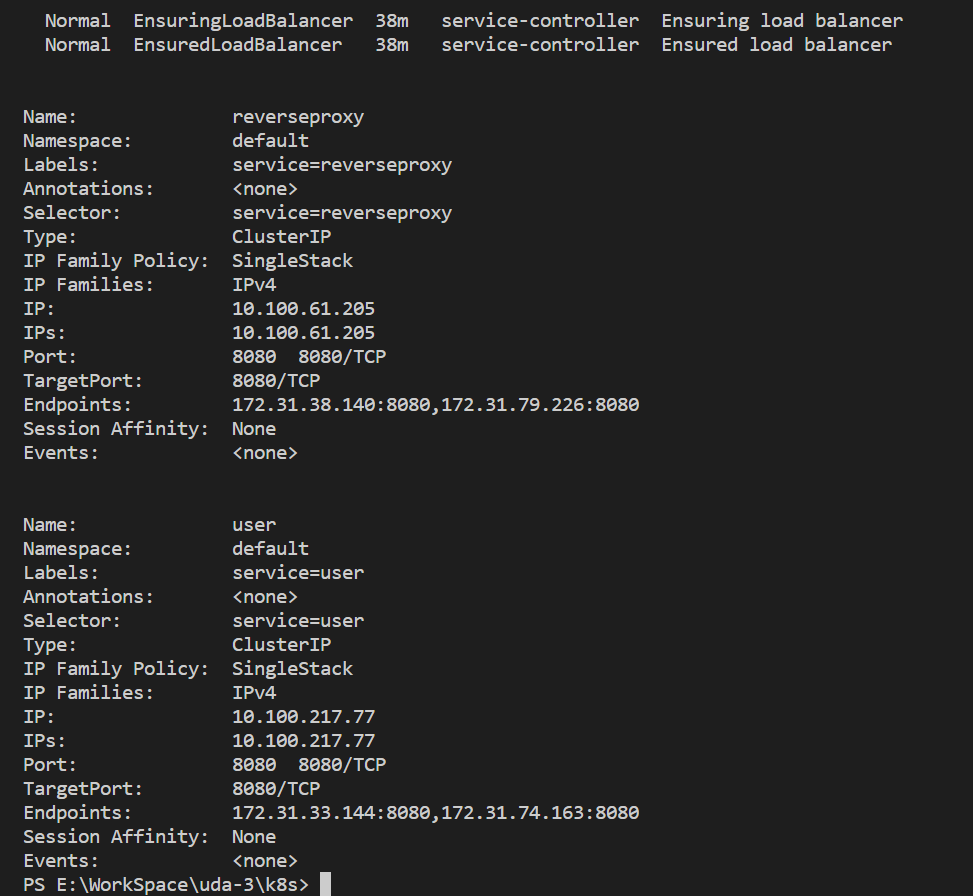 Normal  EnsuringLoadBalancer  38m   service-controller  Ensuring load balancer
Normal  EnsuredLoadBalancer   38m   service-controller  Ensured load balancer
Name:              reverseproxy
Namespace:         default
Labels:            service=reverseproxy
Annotations:       <none>
Selector:          service=reverseproxy
Type:              ClusterIP
IP Family Policy:  SingleStack
IP Families:       IPv4
IP:                10.100.61.205
IPs:               10.100.61.205
Port:              8080  8080/TCP
TargetPort:        8080/TCP
Endpoints:         172.31.38.140:8080,172.31.79.226:8080
Session Affinity:  None
Events:            <none>
Name:              user
Namespace:         default
Labels:            service=user
Annotations:       <none>
Selector:          service=user
Type:              ClusterIP
IP Family Policy:  SingleStack
IP Families:       IPv4
IP:                10.100.217.77
IPs:               10.100.217.77
Port:              8080  8080/TCP
TargetPort:        8080/TCP
Endpoints:         172.31.33.144:8080,172.31.74.163:8080
Session Affinity:  None
Events:            <none>
PS E:\WorkSpace\uda-3\k8s>